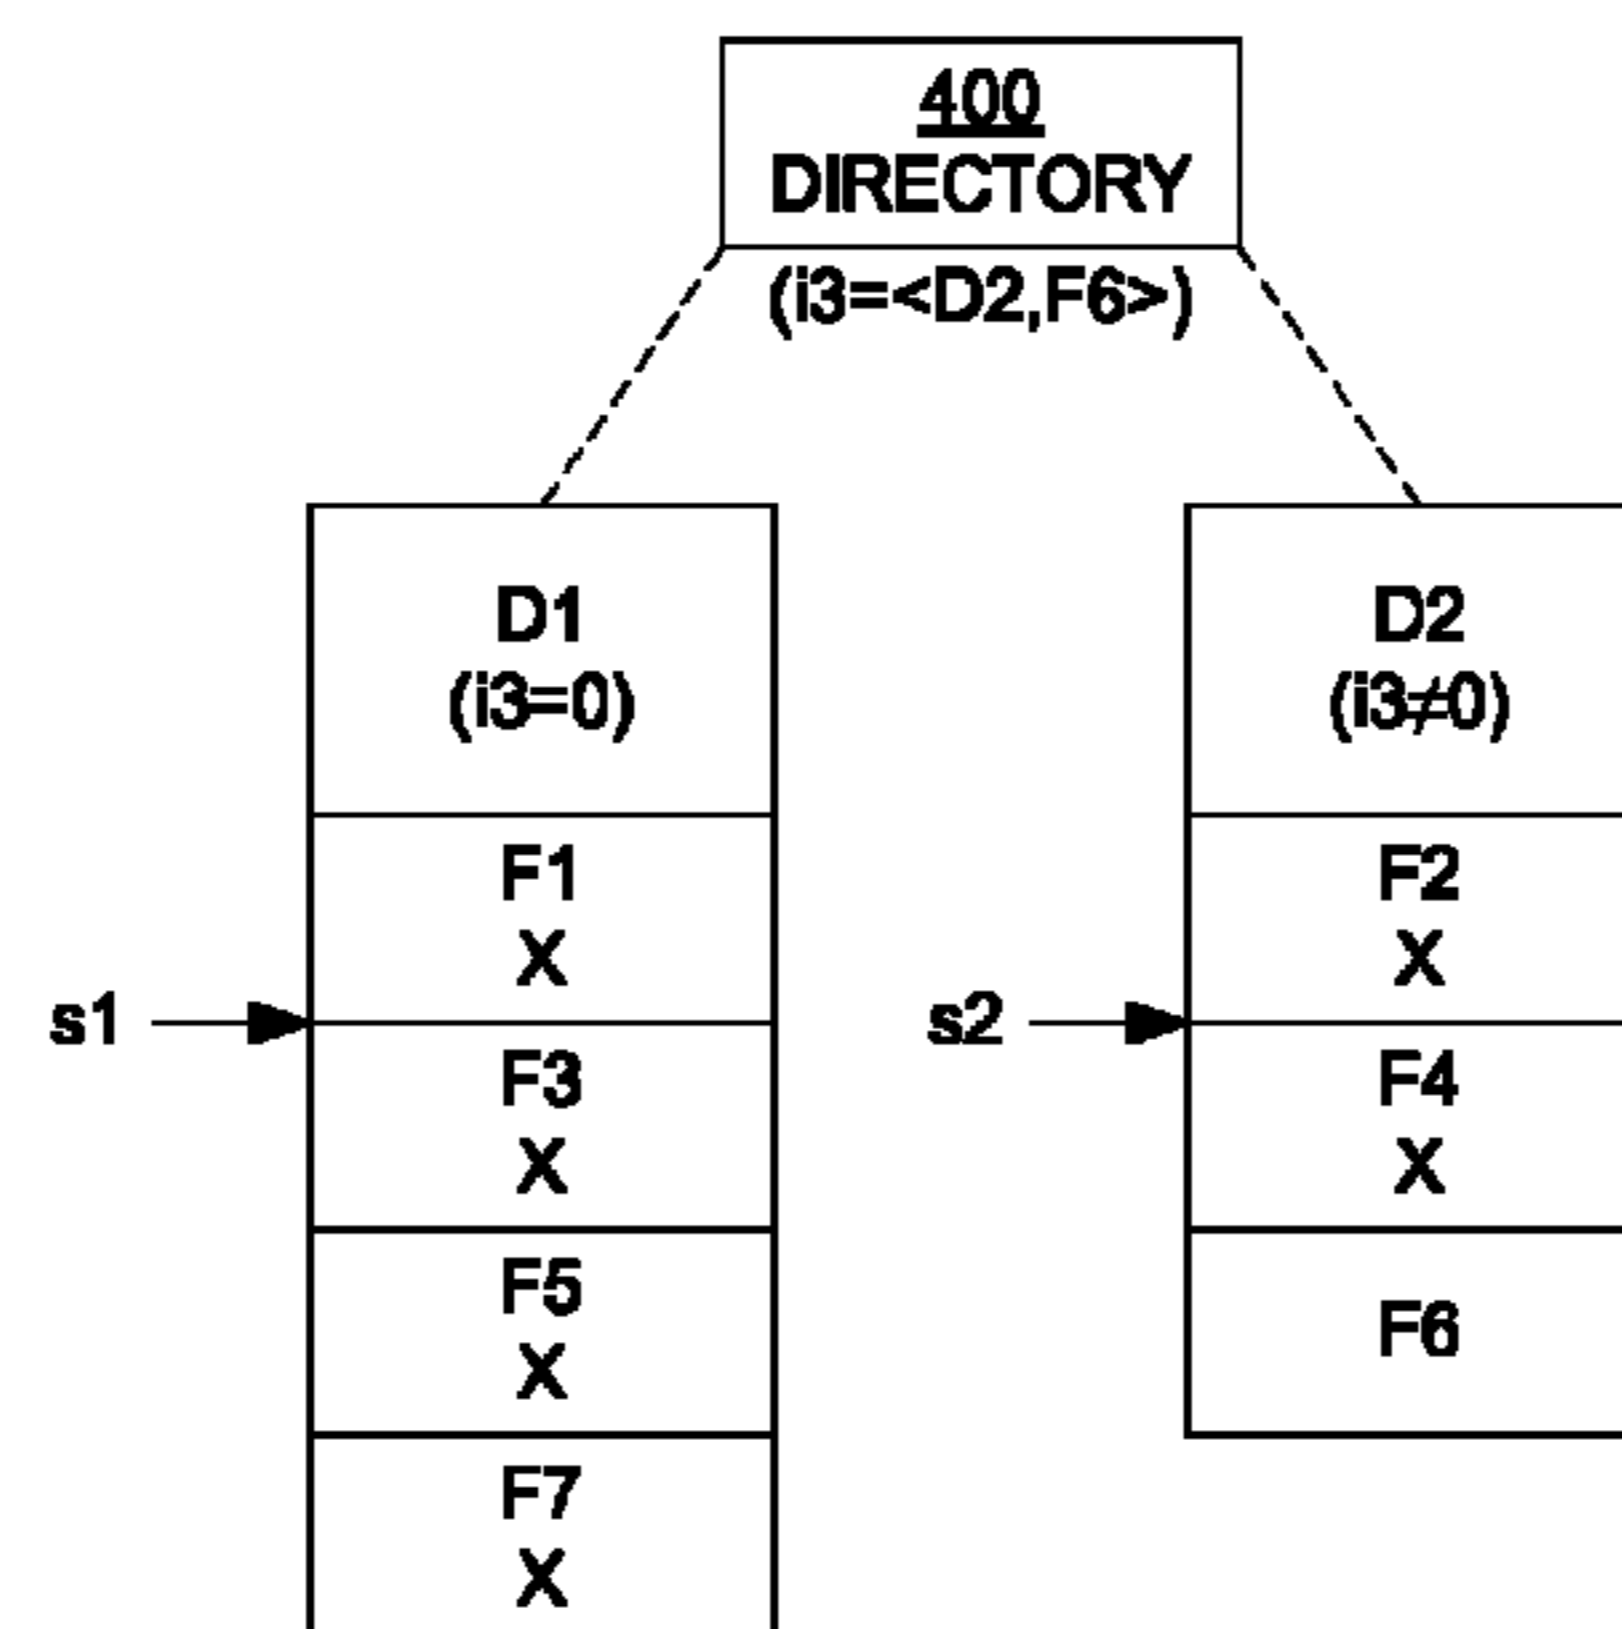 400
DIRECTORY
(i3=<D2,F6>)
D1
(i3=0)
D2
(i3≠0)
F1
X
F2
X
s1
s2
F3
X
F4
X
F5
X
F6
F7
X